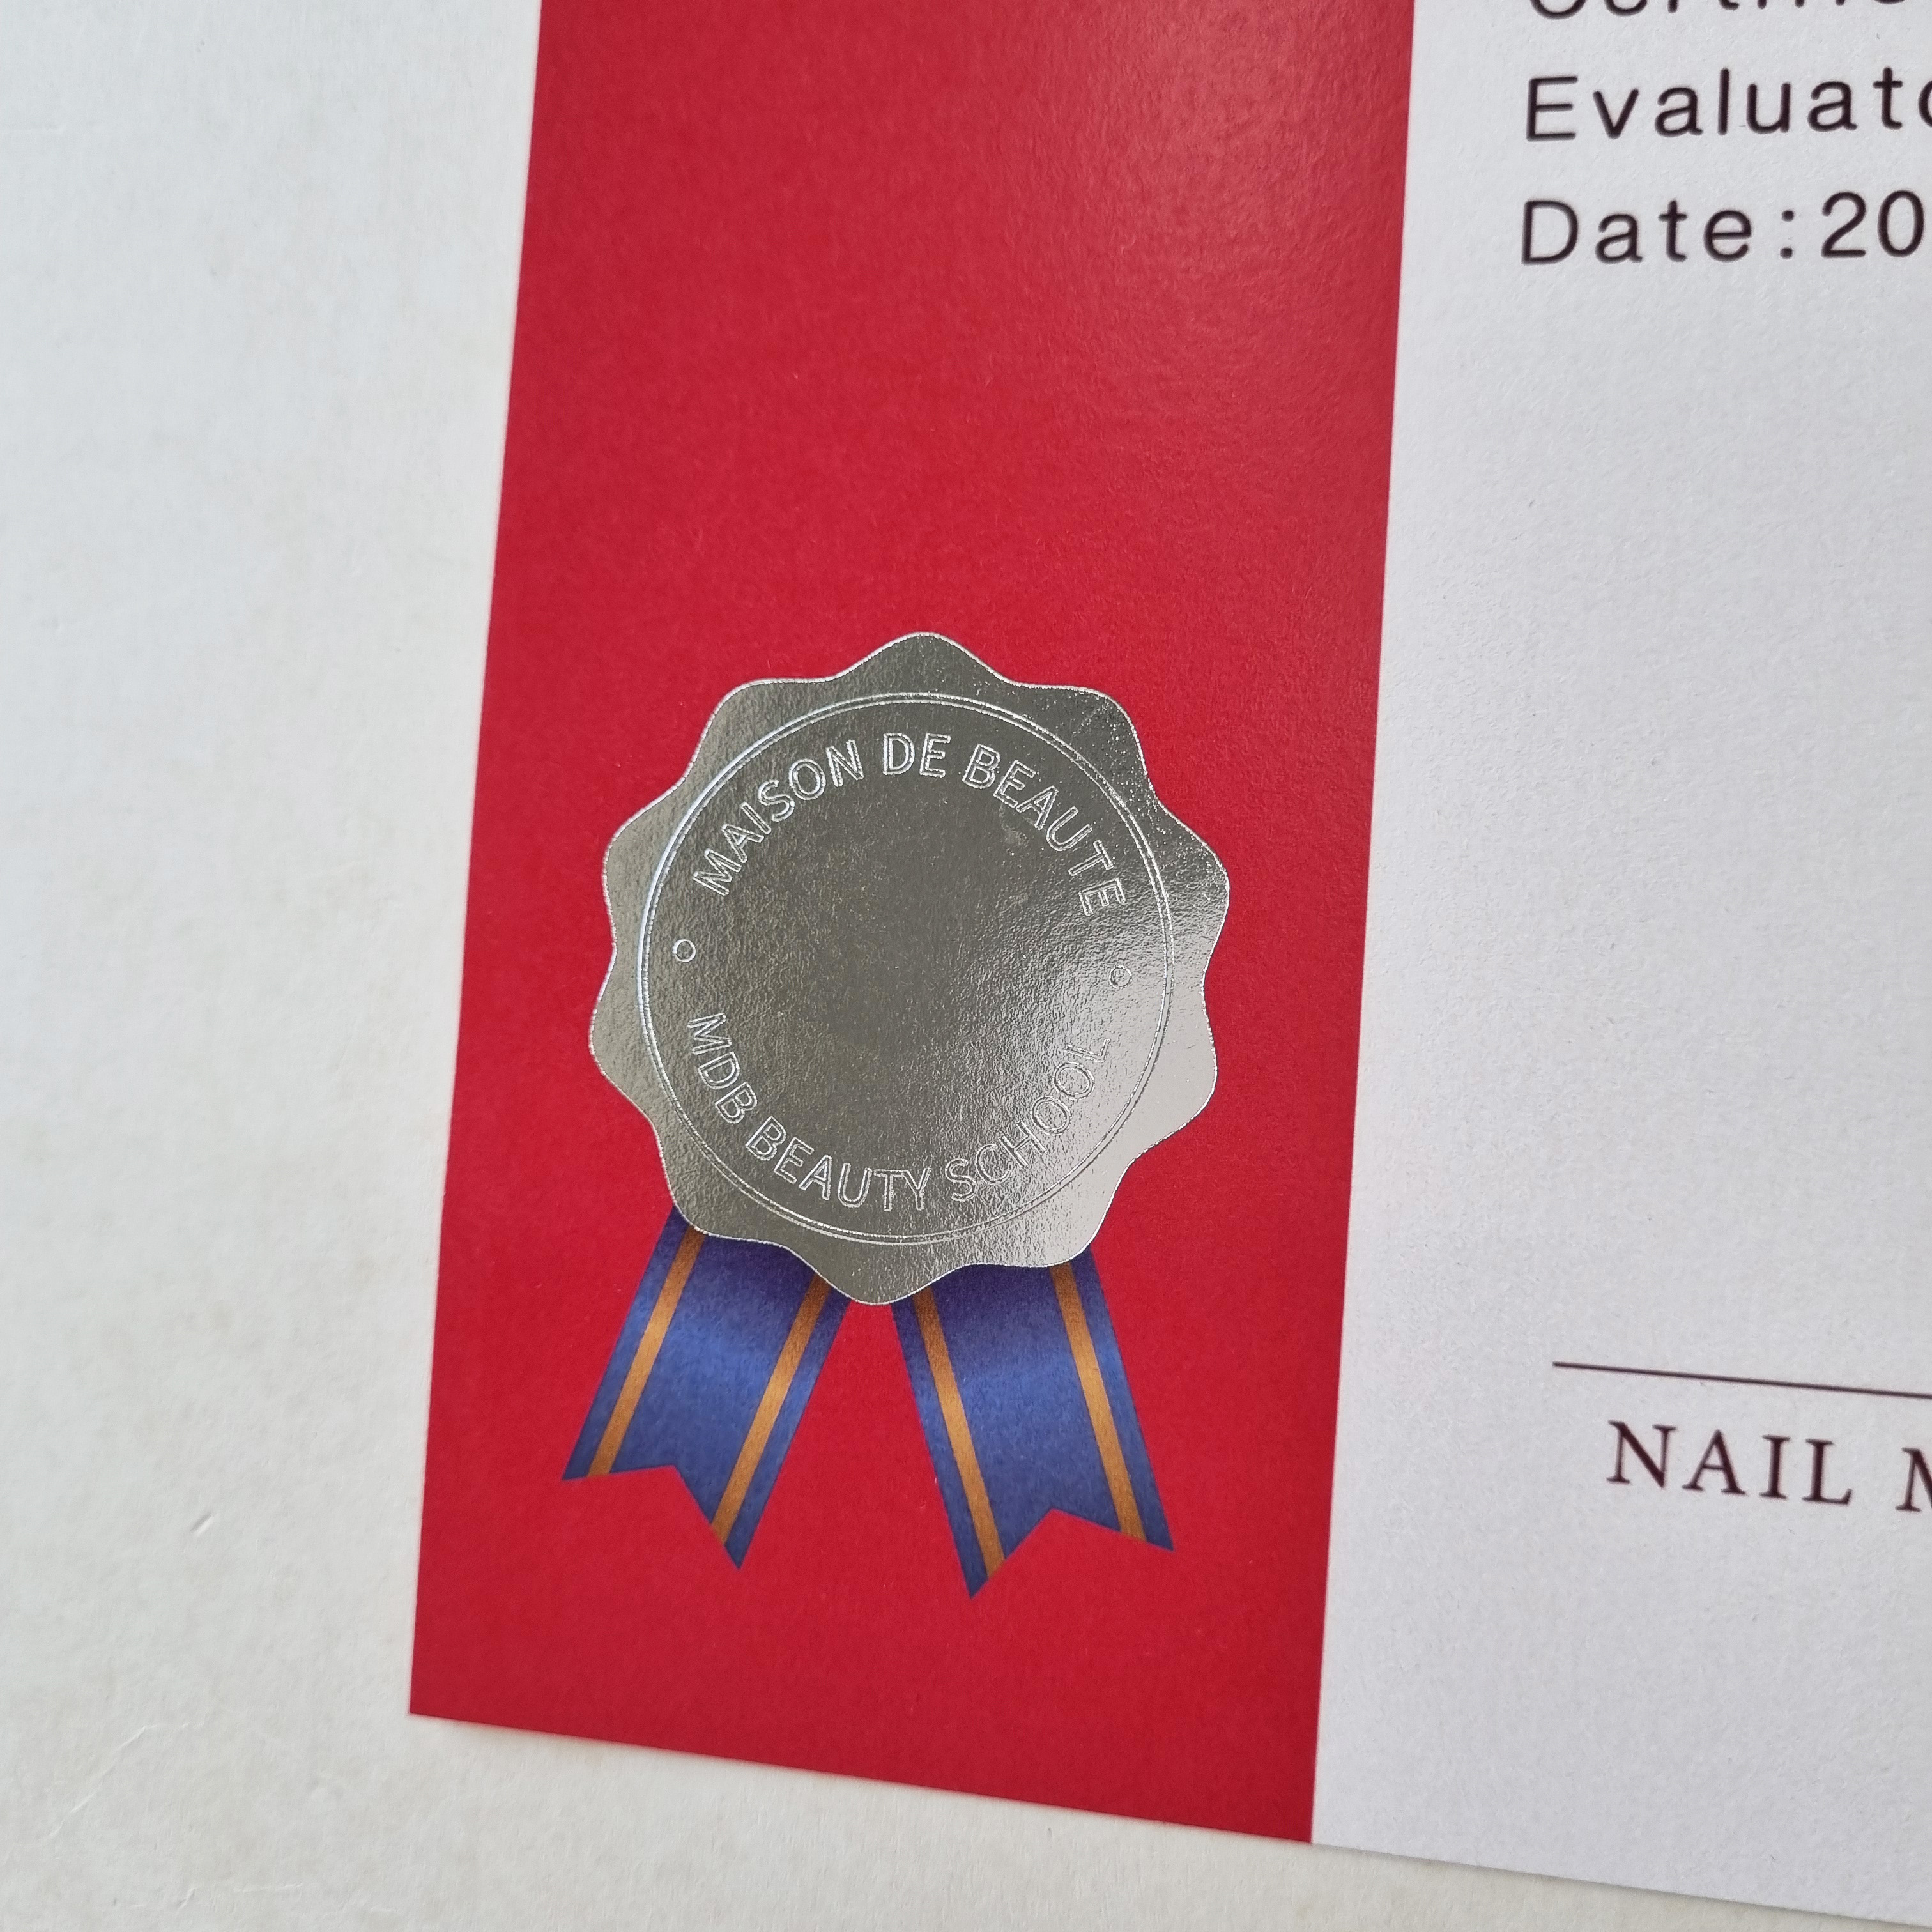 Evaluato
Date:20
MAISON DE BEAUTE
MDB BEAUTY SCHOOL
NAIL